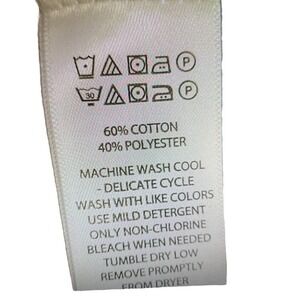 P
30 P
60% COTTON
40% POLYESTER
MACHINE WASH COOL
- DELICATE CYCLE
WASH WITH LIKE COLORS
USE MILD DETERGENT
ONLY NON-CHLORINE
BLEACH WHEN NEEDED
TUMBLE DRY LOW
REMOVE PROMPTLY
FROM DRYER